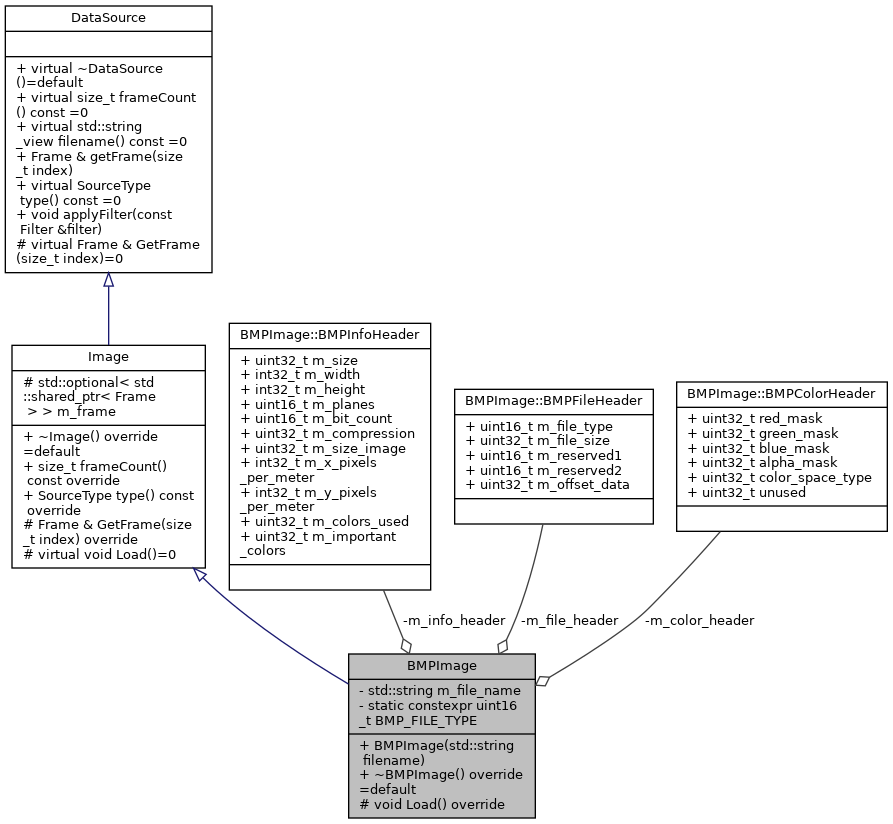 DataSource
+ virtual ~DataSource
()=default
+ virtual size_t frameCount
() const =0
+ virtual std::string
_view filename() const =0
+ Frame & getFrame(size
_t index)
+ virtual SourceType
type() const =0
+ void applyFilter(const
Filter &filter)
# virtual Frame & GetFrame
(size_t index)=0
Image
# std::optional< std
::shared_ptr< Frame
> > m_frame
+ ~Image() override
=default
+ size_t frameCount()
const override
+ SourceType type() const
override
# Frame & GetFrame(size
_t index) override
# virtual void Load()=0
BMPImage::BMPInfoHeader
+ uint32_t m_size
+ int32_t m_width
+ int32_t m_height
+ uint16_t m_planes
+ uint16_t m_bit_count
+ uint32_t m_compression
+ uint32_t m_size_image
+ int32_t m_x_pixels
_per_meter
+ int32_t m_y_pixels
_per_meter
+ uint32_t m_colors_used
+ uint32_t m_important
_colors
BMPImage::BMPFileHeader
+ uint16_t m_file_type
+ uint32_t m_file_size
+ uint16_t m_reserved1
+ uint16_t m_reserved2
+ uint32_t m_offset_data
BMPImage::BMPColorHeader
+ uint32_t red_mask
+ uint32_t green_mask
+ uint32_t blue_mask
+ uint32_t alpha_mask
+ uint32_t color_space_type
+ uint32_t unused
-m_info_header
-m_file_header
-m_color_header
BMPImage
- std::string m_file_name
- static constexpr uint16
_t BMP_FILE_TYPE
+ BMPImage(std::string
filename)
+ ~BMPImage() override
=default
# void Load() override